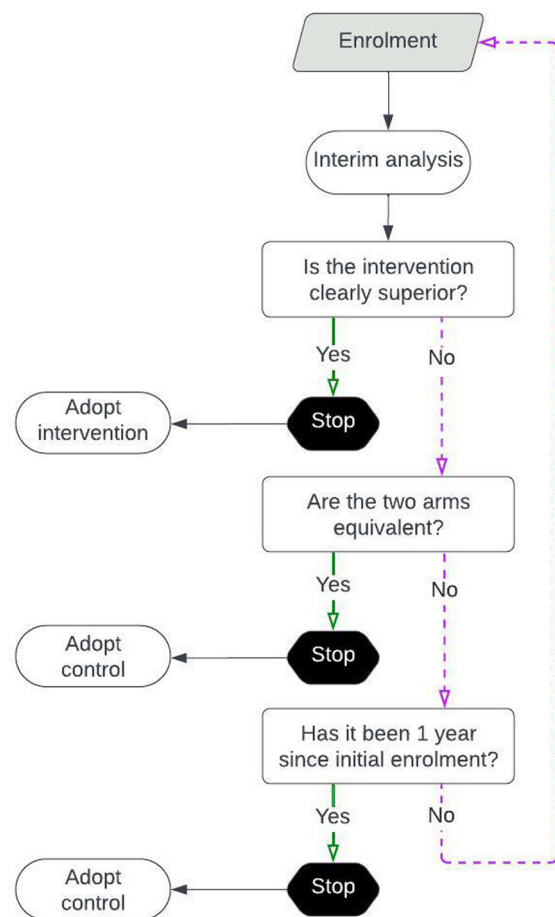 Enrolment
Interim analysis
Is the intervention
clearly superior?
Yes
No
Adopt
intervention
Stop
Are the two arms
equivalent?
Yes
No
Adopt
control
Stop
Has it been 1 year
since initial enrolment?
Yes
No
Adopt
control
Stop